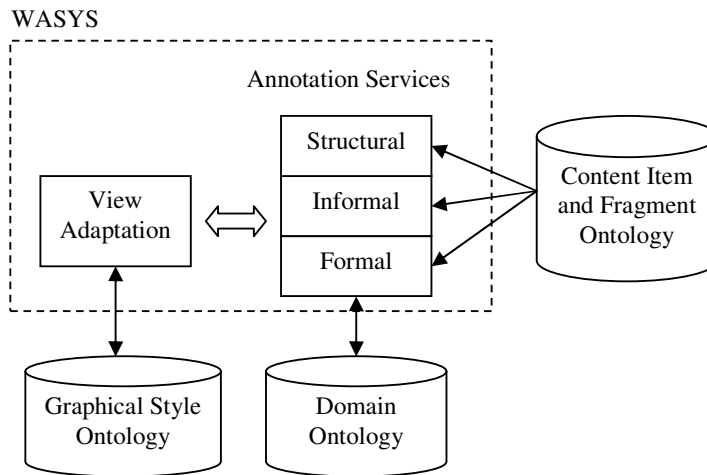 WASYS
Annotation Services
Structural
Informal
Formal
View
Adaptation
Content Item
and Fragment
Ontology
Graphical Style
Ontology
Domain
Ontology